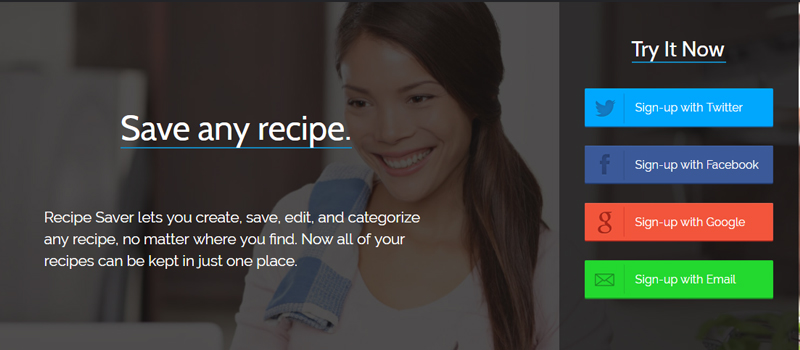 Save any recipe.
Recipe Saver lets you create, save, edit, and categorize
any recipe, no matter where you find. Now all of your
recipes can be kept in just one place.
Try It Now
Sign-up with Twitter
Sign-up with Facebook
Sign-up with Google
Sign-up with Email